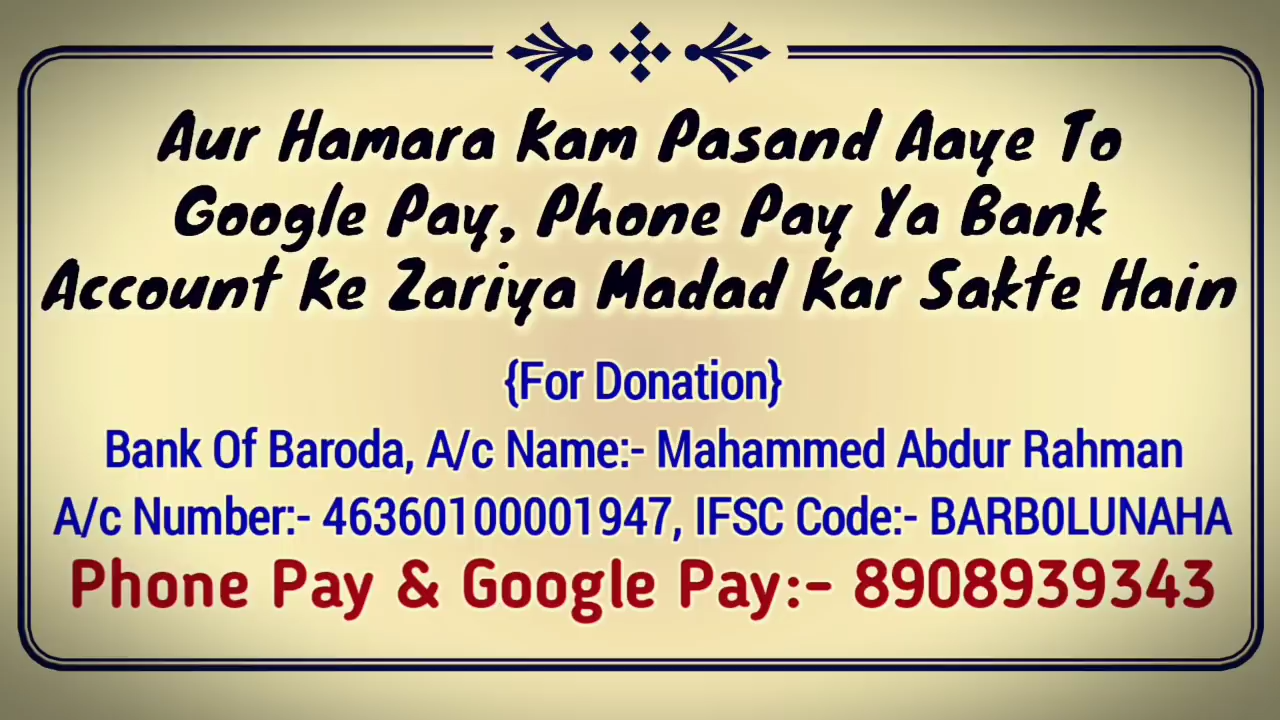 Aur Hamara Kam Pasand Aaye To
Google Pay, Phone Pay Ya Bank
Account Ke Zariya Madad Kar Sakte Hain
{For Donation}
Bank Of Baroda, A/c Name:- Mahammed Abdur Rahman
A/c Number:- 46360100001947, IFSC Code:- BARB0LUNAHA
Phone Pay & Google Pay:- 8908939343